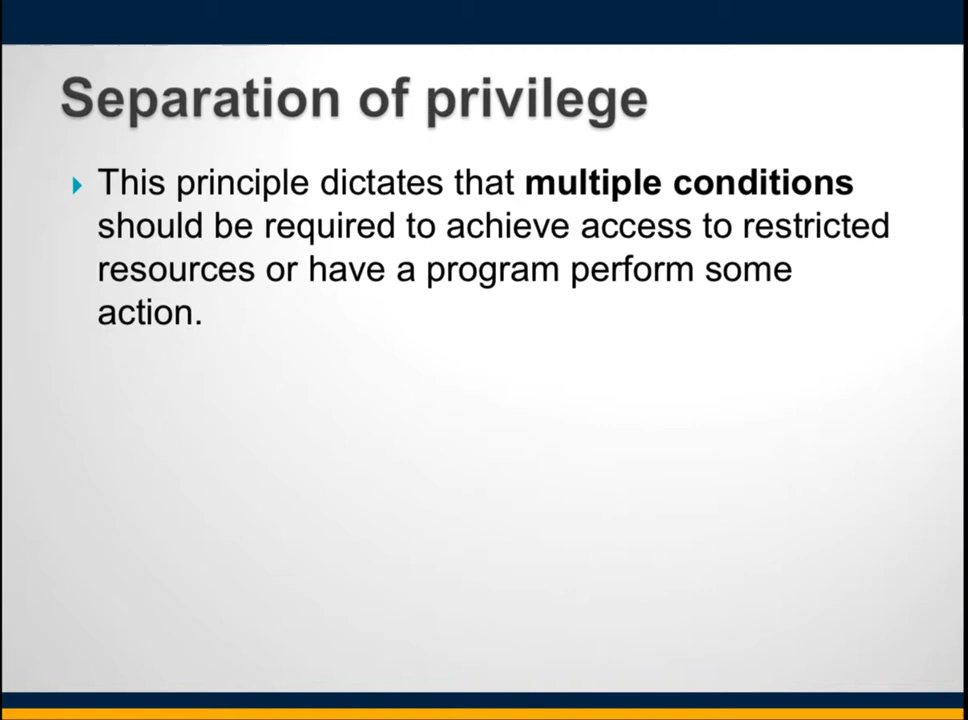 Separation of privilege
This principle dictates that multiple conditions
should be required to achieve access to restricted
resources or have a program perform some
action.